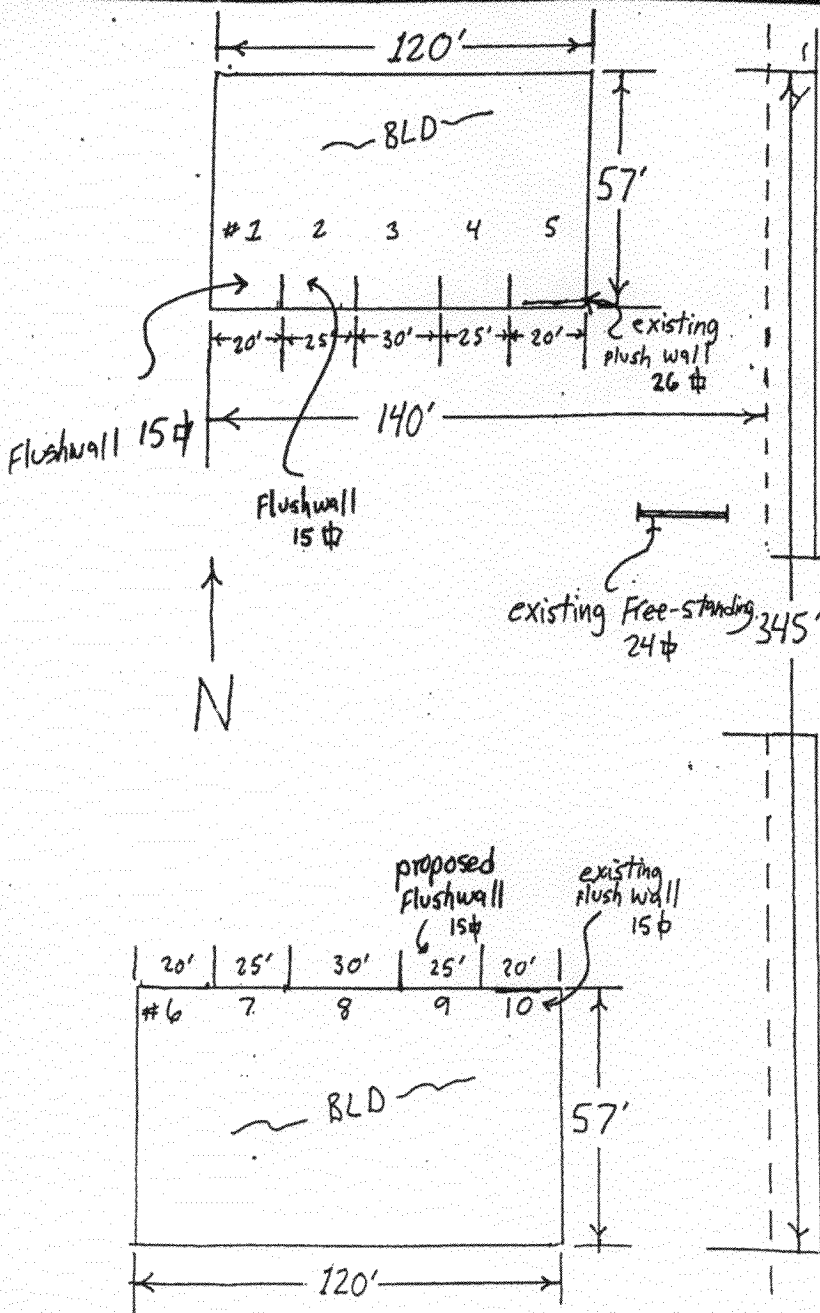 120'
BLD
57'
#1 2 3 4 5
20' 25' 30' 25' 20'
existing
flush wall
26 ⏍
140'
Flushwall 15 ⏍
Flushwall
15 ⏍
existing Free-standing
24 ⏍
345'
N
proposed
Flushwall
15 ⏍
existing
flush wall
15 ⏍
20' 25' 30' 25' 20'
#6 7 8 9 10
BLD
57'
120'